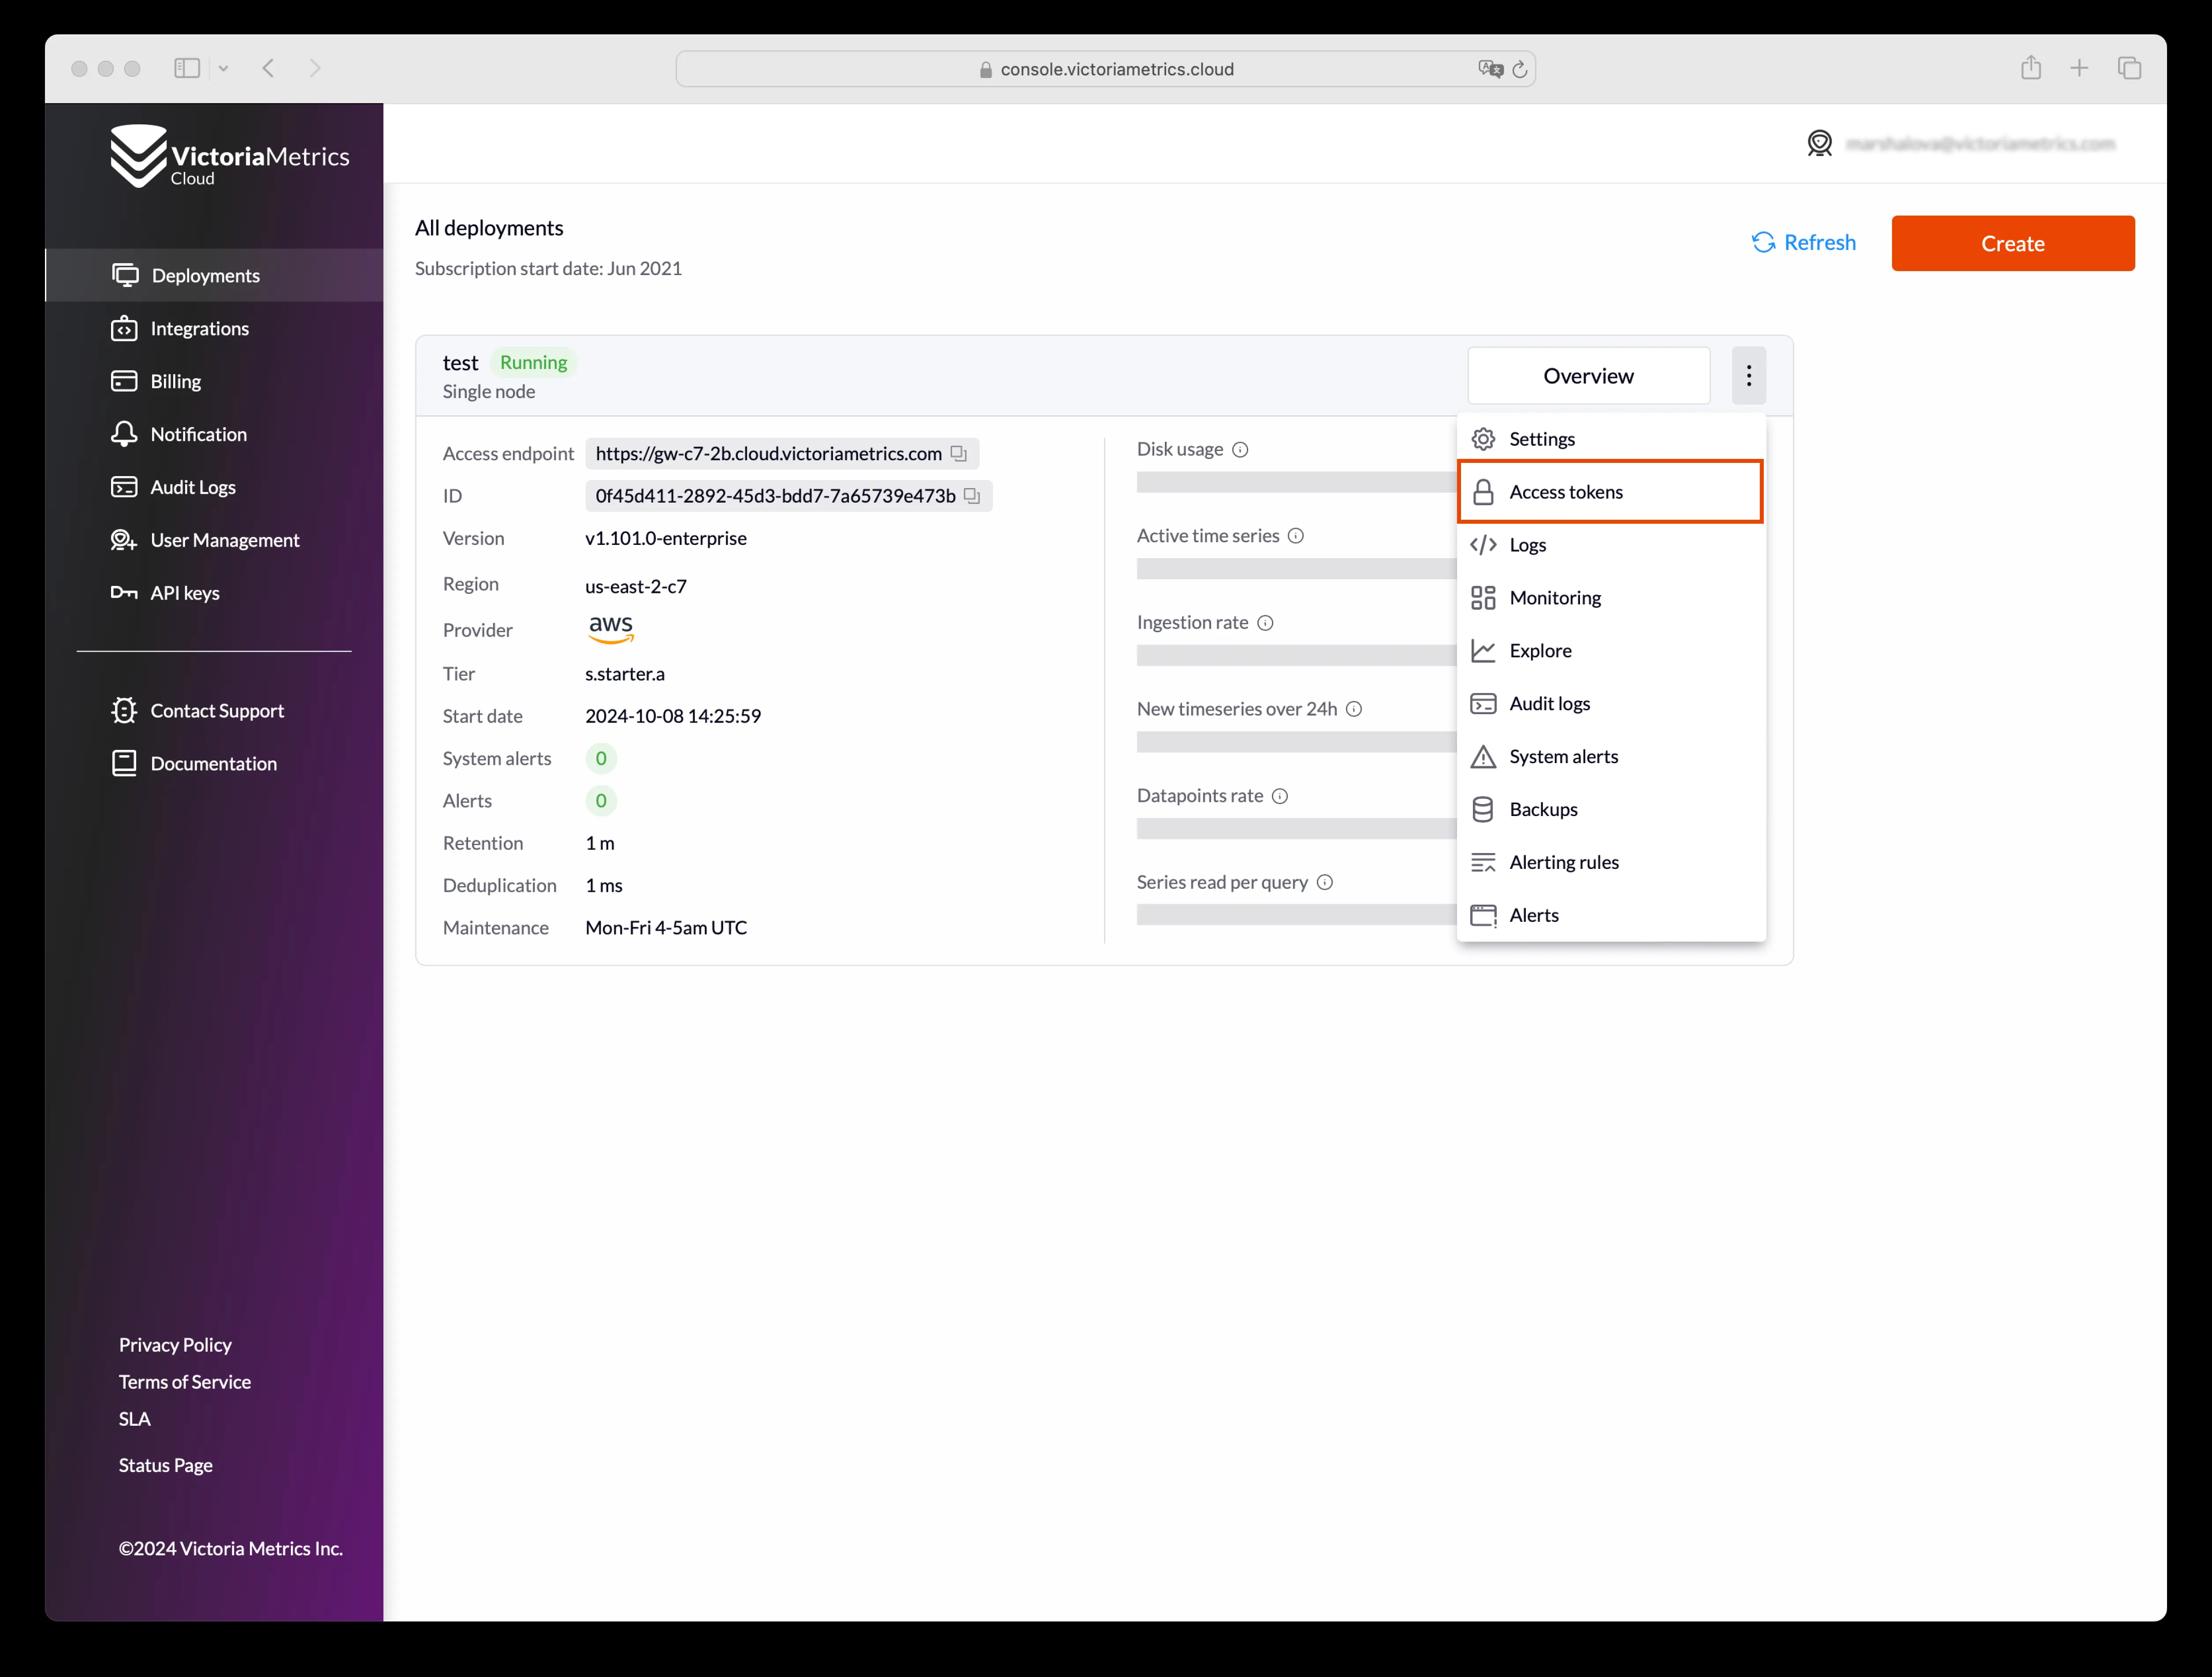 console.victoriametrics.cloud
VictoriaMetrics
Cloud
Deployments
Integrations
Billing
Notification
Audit Logs
User Management
API keys
Contact Support
Documentation
Privacy Policy
Terms of Service
SLA
Status Page
©2024 Victoria Metrics Inc.
All deployments
Subscription start date: Jun 2021
Refresh
Create
test Running
Single node
Overview
Access endpoint https://gw-c7-2b.cloud.victoriametrics.com
ID 0f45d411-2892-45d3-bdd7-7a65739e473b
Version v1.101.0-enterprise
Region us-east-2-c7
Provider aws
Tier s.starter.a
Start date 2024-10-08 14:25:59
System alerts 0
Alerts 0
Retention 1 m
Deduplication 1 ms
Maintenance Mon-Fri 4-5am UTC
Disk usage
Active time series
Ingestion rate
New timeseries over 24h
Datapoints rate
Series read per query
Settings
Access tokens
Logs
Monitoring
Explore
Audit logs
System alerts
Backups
Alerting rules
Alerts